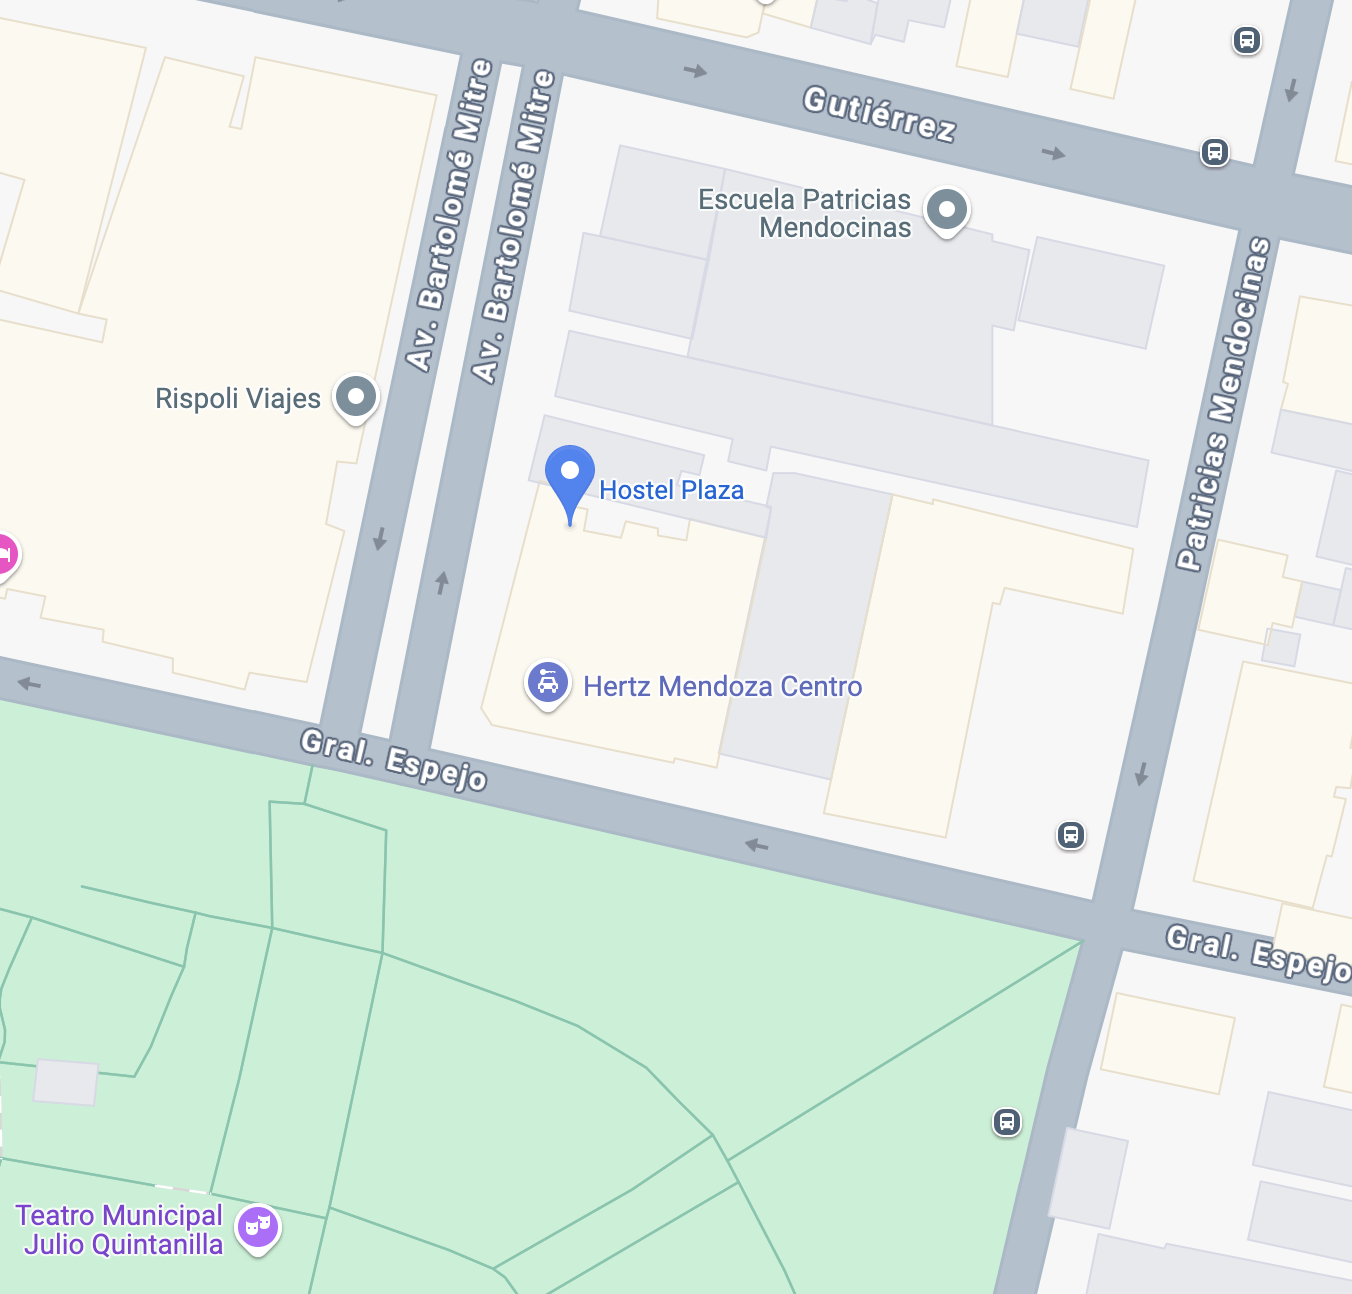 Gutiérrez
Av. Bartolomé Mitre
Av. Bartolomé Mitre
Escuela Patricias
Mendocinas
Patricias Mendocinas
Rispoli Viajes
Hostel Plaza
Hertz Mendoza Centro
Gral. Espejo
Gral. Espejo
Teatro Municipal
Julio Quintanilla